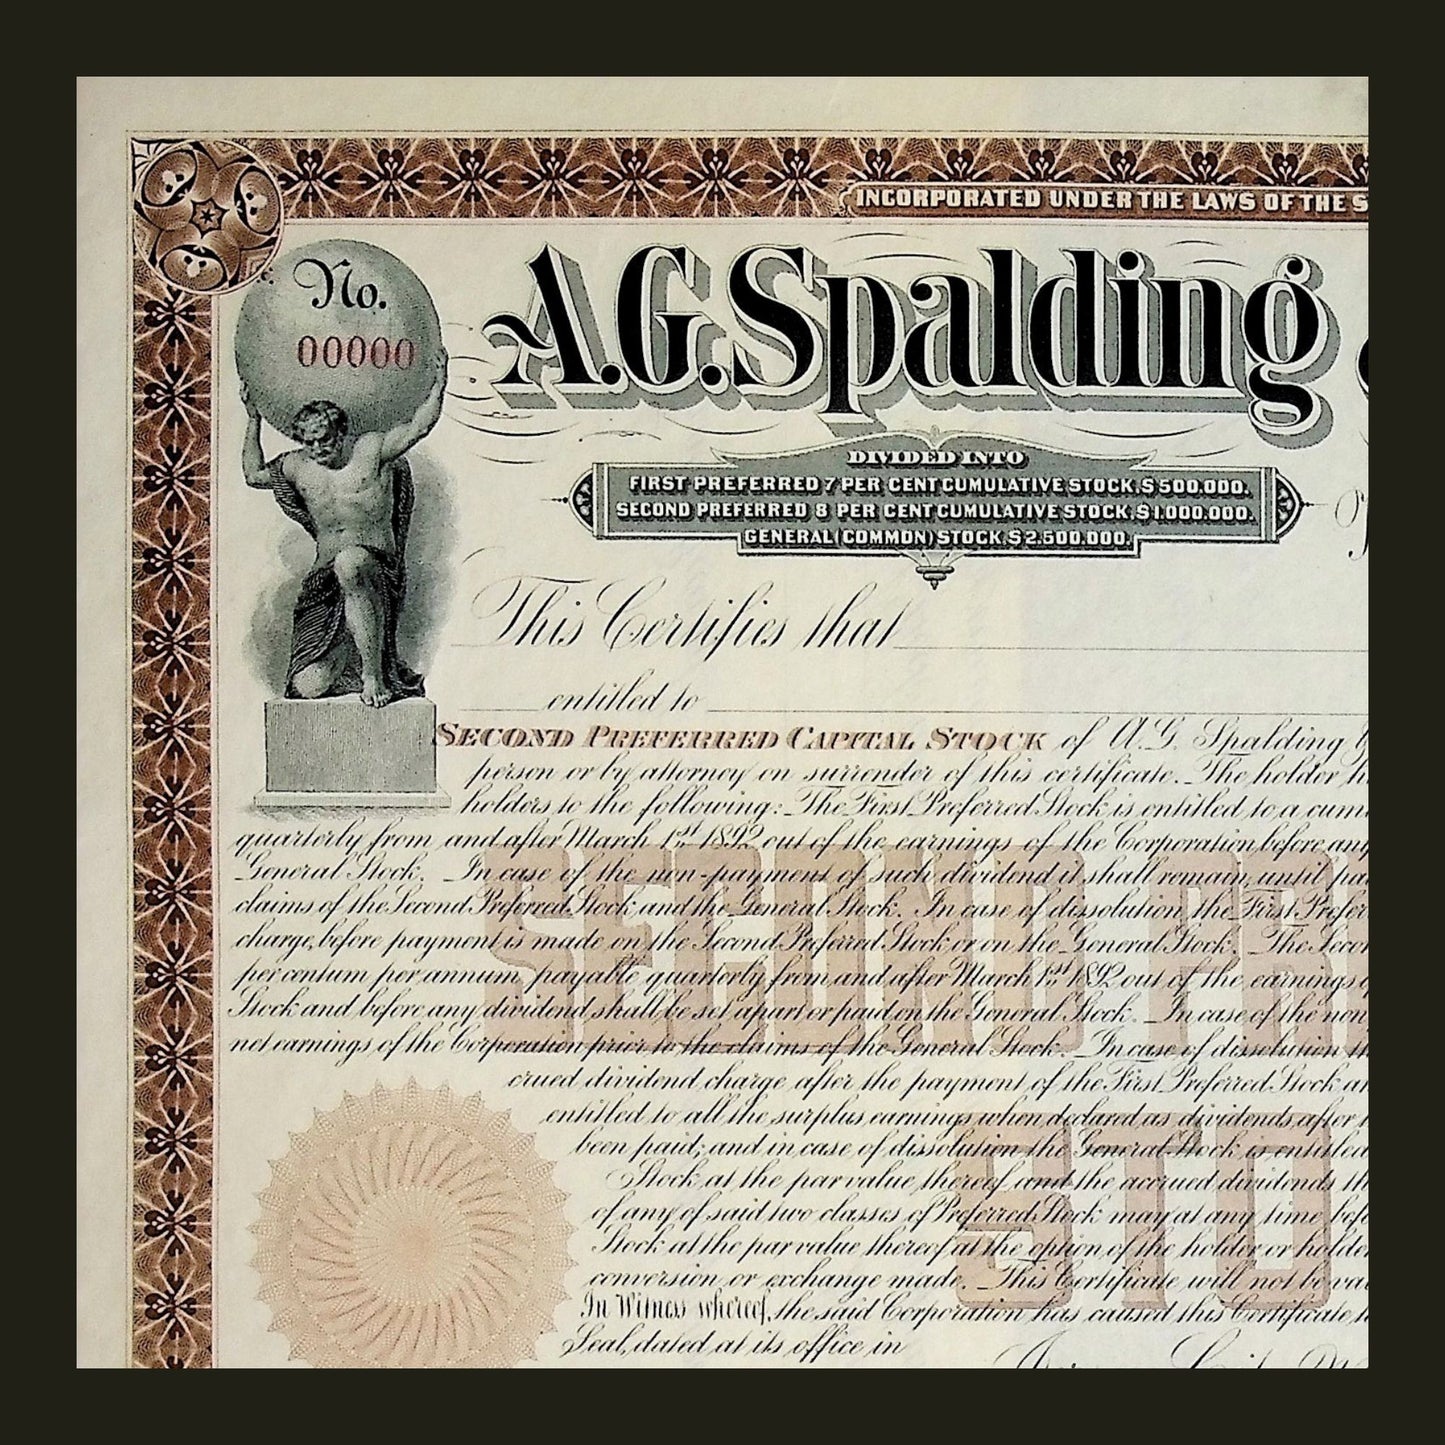 INCORPORATED UNDER THE LAWS OF THE S
No.
00000
A.G. Spalding
DIVIDED INTO
FIRST PREFERRED 7 PER CENT CUMULATIVE STOCK, $500,000.
SECOND PREFERRED 8 PER CENT CUMULATIVE STOCK, $1,000,000.
GENERAL (COMMON) STOCK, $2,500,000.
This Certifies that
entitled to
SECOND PREFERRED CAPITAL STOCK of A.G. Spalding
person or by attorney on surrender of this certificate. The holder h
holders to the following: The First Preferred Stock is entitled to a cum
quarterly from and after March 1st 1892 out of the earnings of the Corporation before any
General Stock. In case of the non-payment of such dividend it shall remain, until pa
claims of the Second Preferred Stock and the General Stock. In case of dissolution, the First Prefer
charge, before payment is made on the Second Preferred Stock or on the General Stock. The Secon
per centum per annum, payable quarterly from and after March 1st 1892 out of the earnings o
Stock and before any dividend shall be set apart or paid on the General Stock. In case of the non
net earnings of the Corporation prior to the claims of the General Stock. In case of dissolution th
crued dividend charge, after the payment of the First Preferred Stock an
entitled to all the surplus earnings when declared as dividends after
been paid; and in case of dissolution the General Stock is entitled
Stock at the par value thereof and the accrued dividends th
of any of said two classes of Preferred Stock may at any time, befo
Stock at the par value thereof at the option of the holder or holder
conversion or exchange made. This Certificate will not be va
In Witness whereof, the said Corporation has caused this Certificate
Seal, dated at its office in
SECOND PR
STO